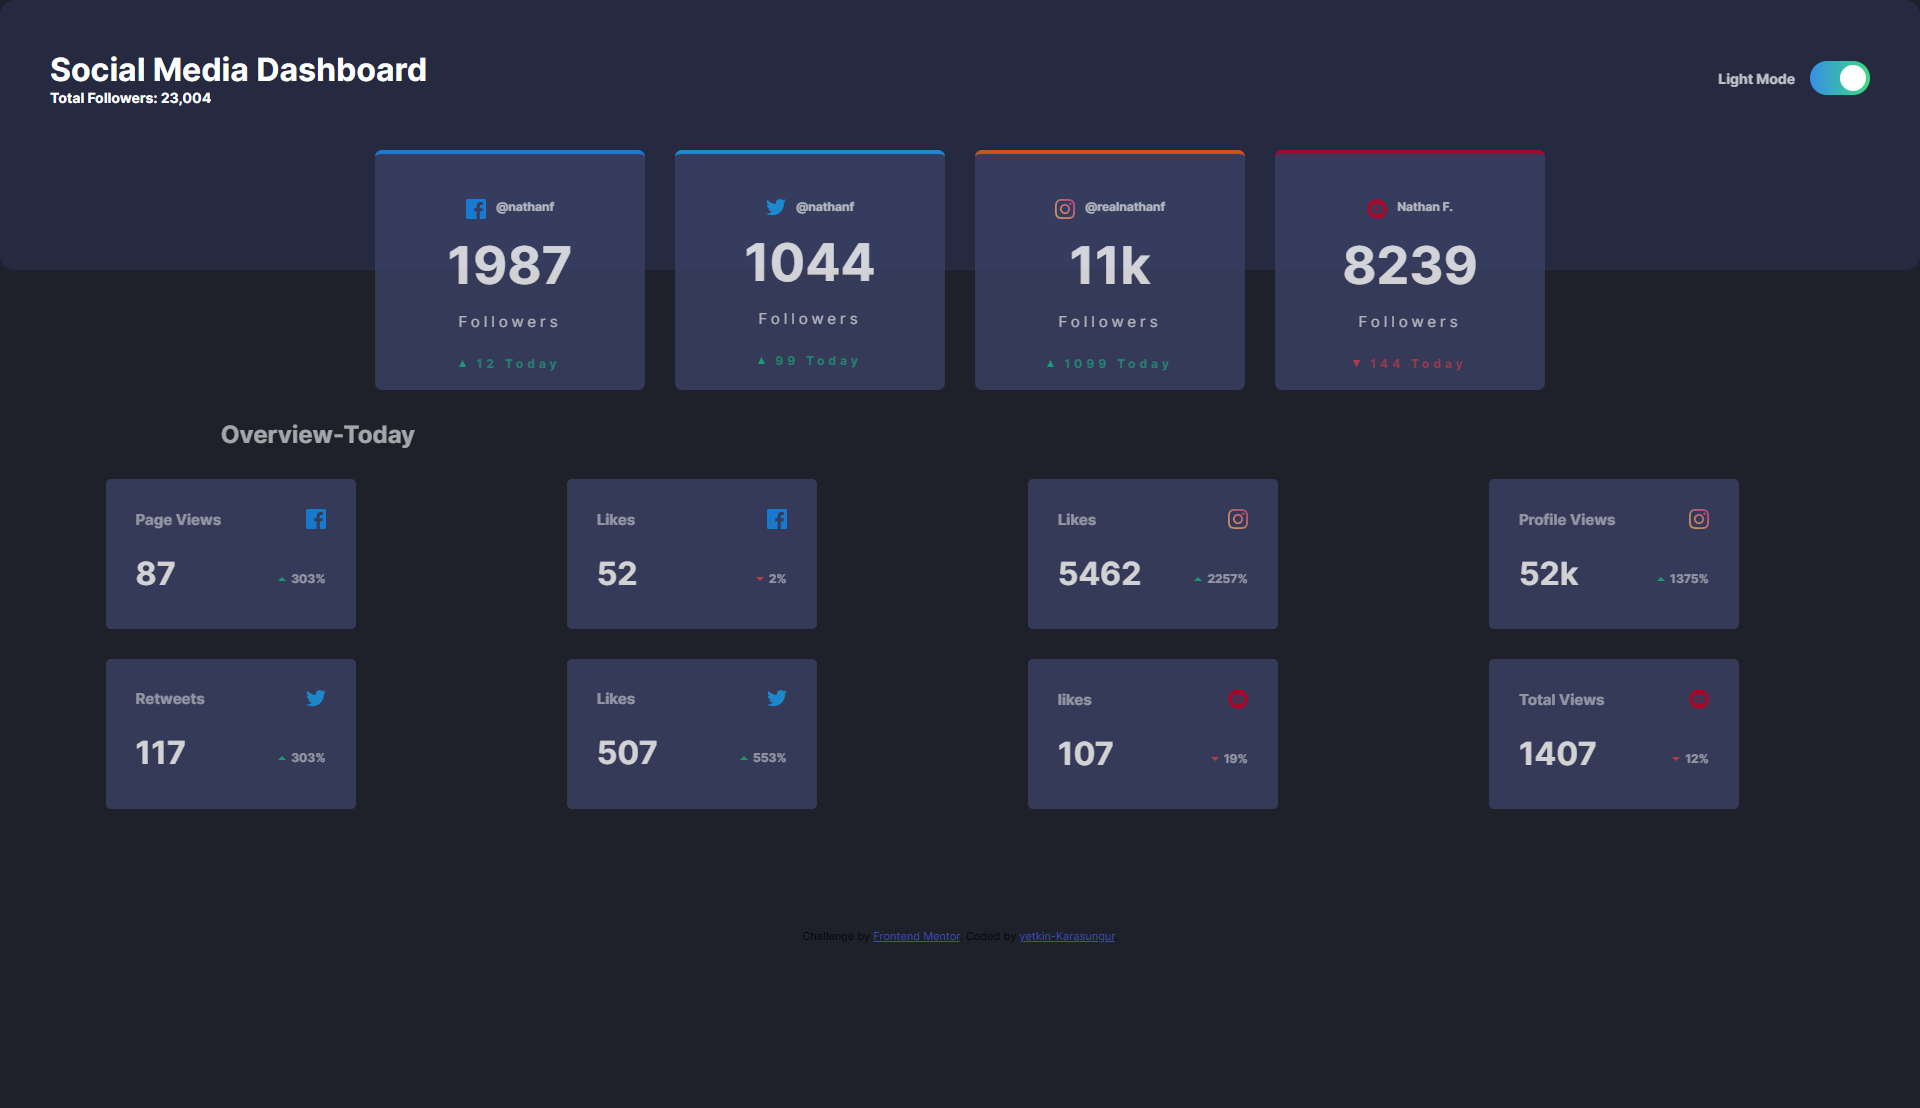 Social Media Dashboard
Total Followers: 23,004
Light Mode
@nathanf
1987
Followers
▲ 12 Today
@nathanf
1044
Followers
▲ 99 Today
@realnathanf
11k
Followers
▲ 1099 Today
Nathan F.
8239
Followers
▼ 144 Today
Overview-Today
Page Views
87
303%
Likes
52
2%
Likes
5462
2257%
Profile Views
52k
1375%
Retweets
117
303%
Likes
507
553%
likes
107
19%
Total Views
1407
12%
Challenge by Frontend Mentor. Coded by yetkin-Karasungur